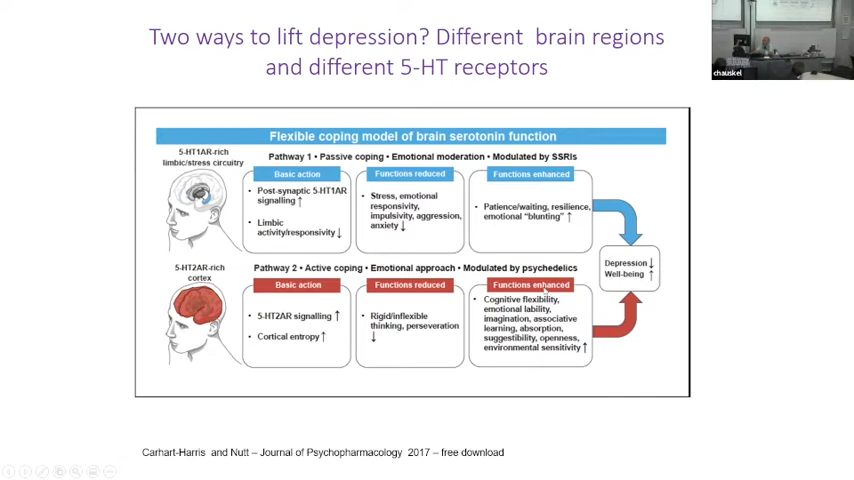 Two ways to lift depression? Different brain regions
and different 5-HT receptors
chauskel
Flexible coping model of brain serotonin function
5-HT1AR-rich
limbic/stress circuitry
Pathway 1 • Passive coping • Emotional moderation • Modulated by SSRIs
Basic action
• Post-synaptic 5-HT1AR
signalling ↑
• Limbic
activity/responsivity ↓
Functions reduced
• Stress, emotional
responsivity,
impulsivity, aggression,
anxiety ↓
Functions enhanced
• Patience/waiting, resilience,
emotional "blunting" ↑
Depression ↓
Well-being ↑
5-HT2AR-rich
cortex
Pathway 2 • Active coping • Emotional approach • Modulated by psychedelics
Basic action
• 5-HT2AR signalling ↑
• Cortical entropy ↑
Functions reduced
• Rigid/inflexible
thinking, perseveration
↓
Functions enhanced
• Cognitive flexibility,
emotional lability,
imagination, associative
learning, absorption,
suggestibility, openness,
environmental sensitivity ↑
Carhart-Harris and Nutt – Journal of Psychopharmacology 2017 – free download